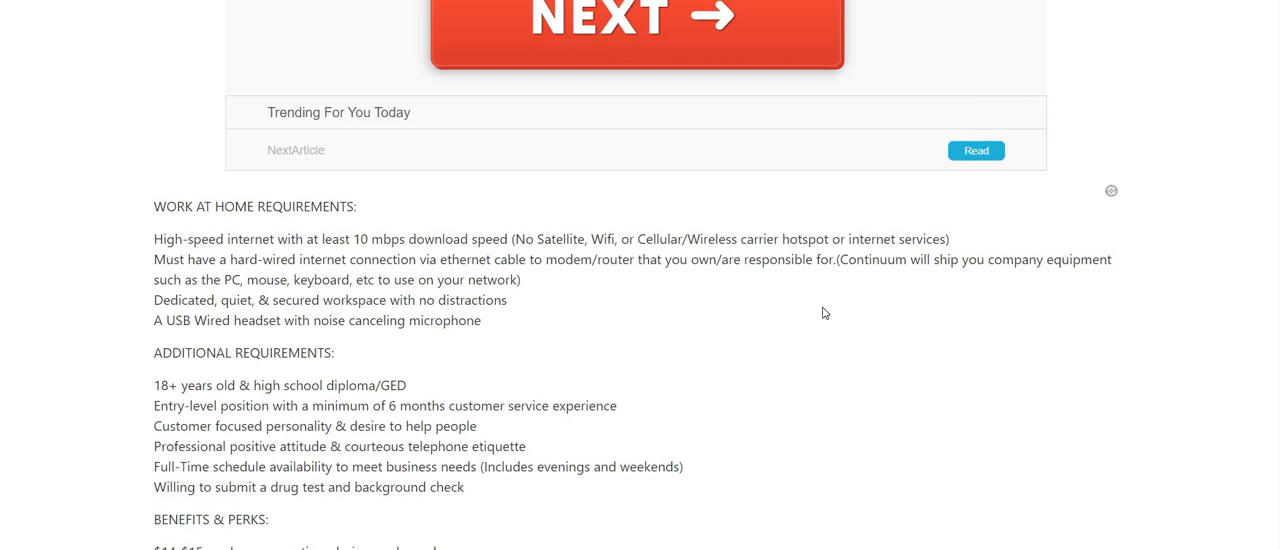 NEXT →
Trending For You Today
NextArticle
Read
WORK AT HOME REQUIREMENTS:
High-speed internet with at least 10 mbps download speed (No Satellite, Wifi, or Cellular/Wireless carrier hotspot or internet services)
Must have a hard-wired internet connection via ethernet cable to modem/router that you own/are responsible for.(Continuum will ship you company equipment
such as the PC, mouse, keyboard, etc to use on your network)
Dedicated, quiet, & secured workspace with no distractions
A USB Wired headset with noise canceling microphone
ADDITIONAL REQUIREMENTS:
18+ years old & high school diploma/GED
Entry-level position with a minimum of 6 months customer service experience
Customer focused personality & desire to help people
Professional positive attitude & courteous telephone etiquette
Full-Time schedule availability to meet business needs (Includes evenings and weekends)
Willing to submit a drug test and background check
BENEFITS & PERKS: